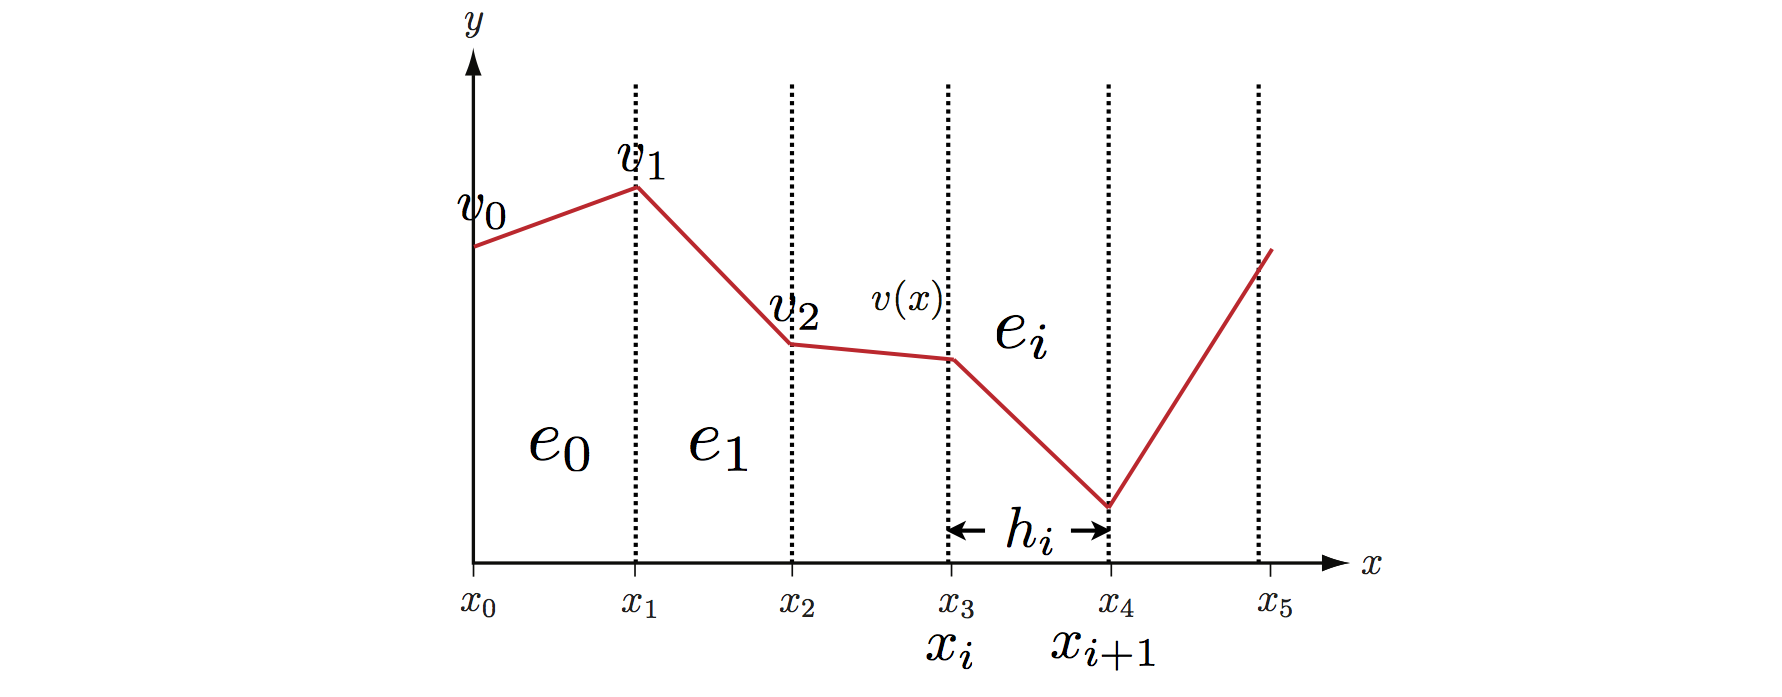 y
v₁
v₀
v₂ v(x) eᵢ
e₀ e₁
hᵢ
x
x₀ x₁ x₂ x₃ x₄ x₅
xᵢ xᵢ₊₁